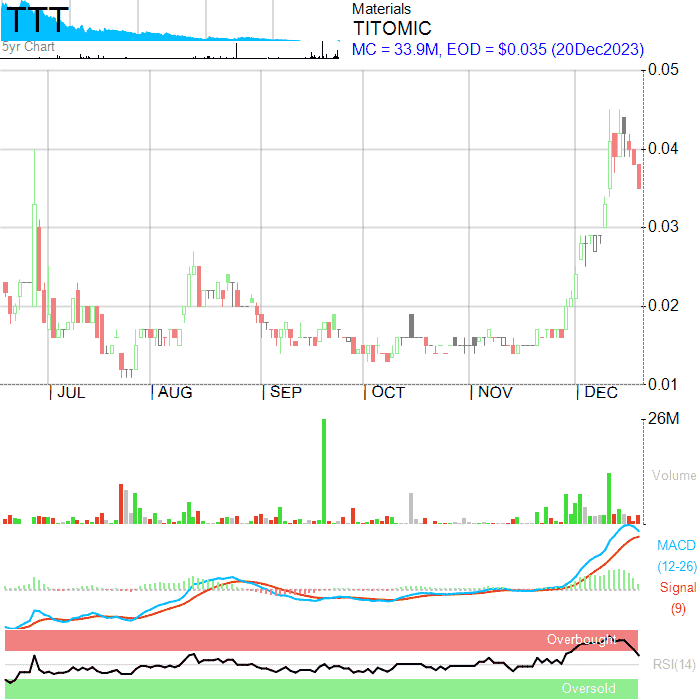 TTT
5yr Chart
Materials
TITOMIC
MC = 33.9M, EOD = $0.035 (20Dec2023)
0.05
0.04
0.03
0.02
0.01
JUL AUG SEP OCT NOV DEC
26M
Volume
MACD
(12-26)
Signal
(9)
Overbought
RSI(14)
Oversold